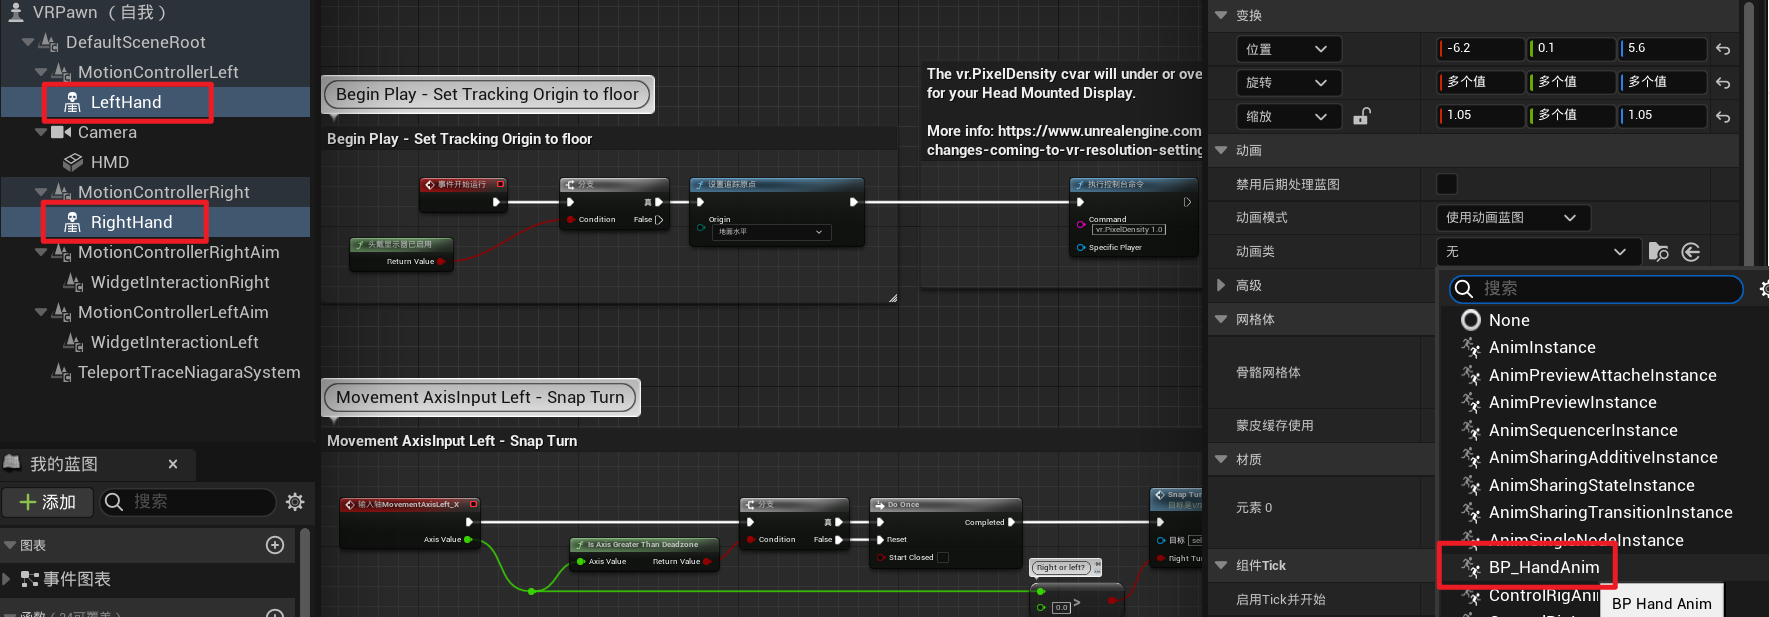 VRPawn （自我）
DefaultSceneRoot
MotionControllerLeft
LeftHand
Camera
HMD
MotionControllerRight
RightHand
MotionControllerRightAim
WidgetInteractionRight
MotionControllerLeftAim
WidgetInteractionLeft
TeleportTraceNiagaraSystem
我的蓝图
添加
搜索
图表
事件图表
Begin Play - Set Tracking Origin to floor
Begin Play - Set Tracking Origin to floor
事件开始运行
分支
Condition
真
False
头戴显示器已启用
Return Value
设置追踪原点
Origin
地面水平
The vr.PixelDensity cvar will under or ove
for your Head Mounted Display.
More info: https://www.unrealengine.com
changes-coming-to-vr-resolution-setting
执行控制台命令
Command
vr.PixelDensity 1.0
Specific Player
Movement AxisInput Left - Snap Turn
Movement AxisInput Left - Snap Turn
输入轴MovementAxisLeft_X
Axis Value
Is Axis Greater Than Deadzone
Axis Value
Return Value
分支
Condition
真
False
Do Once
Reset
Start Closed
Completed
Right or left?
0.0
>
Snap Tur
目标是VR
目标
sel
Right Tur
变换
位置
-6.2
0.1
5.6
旋转
多个值
多个值
多个值
缩放
1.05
多个值
1.05
动画
禁用后期处理蓝图
动画模式
使用动画蓝图
动画类
无
高级
网格体
骨骼网格体
蒙皮缓存使用
材质
元素 0
组件Tick
启用Tick并开始
搜索
None
AnimInstance
AnimPreviewAttacheInstance
AnimPreviewInstance
AnimSequencerInstance
AnimSharingAdditiveInstance
AnimSharingStateInstance
AnimSharingTransitionInstance
AnimSingleNodeInstance
BP_HandAnim
ControlRigAni
BP Hand Anim